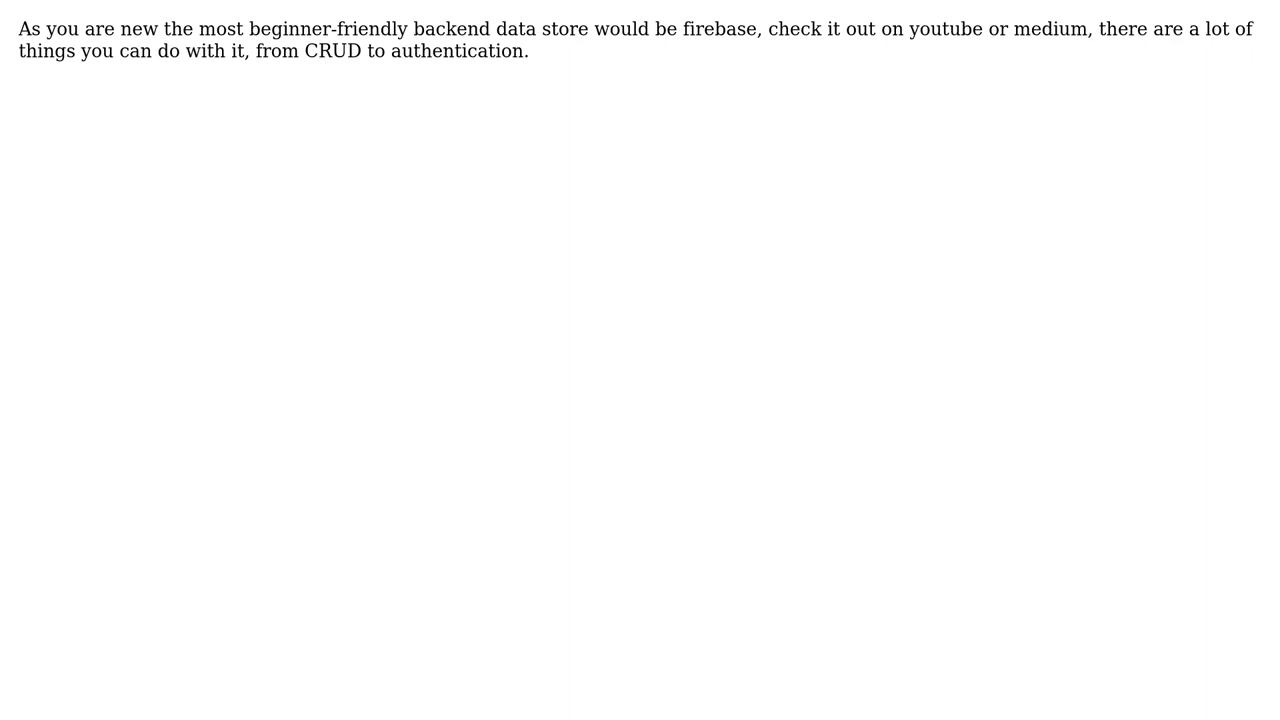 As you are new the most beginner-friendly backend data store would be firebase, check it out on youtube or medium, there are a lot of
things you can do with it, from CRUD to authentication.